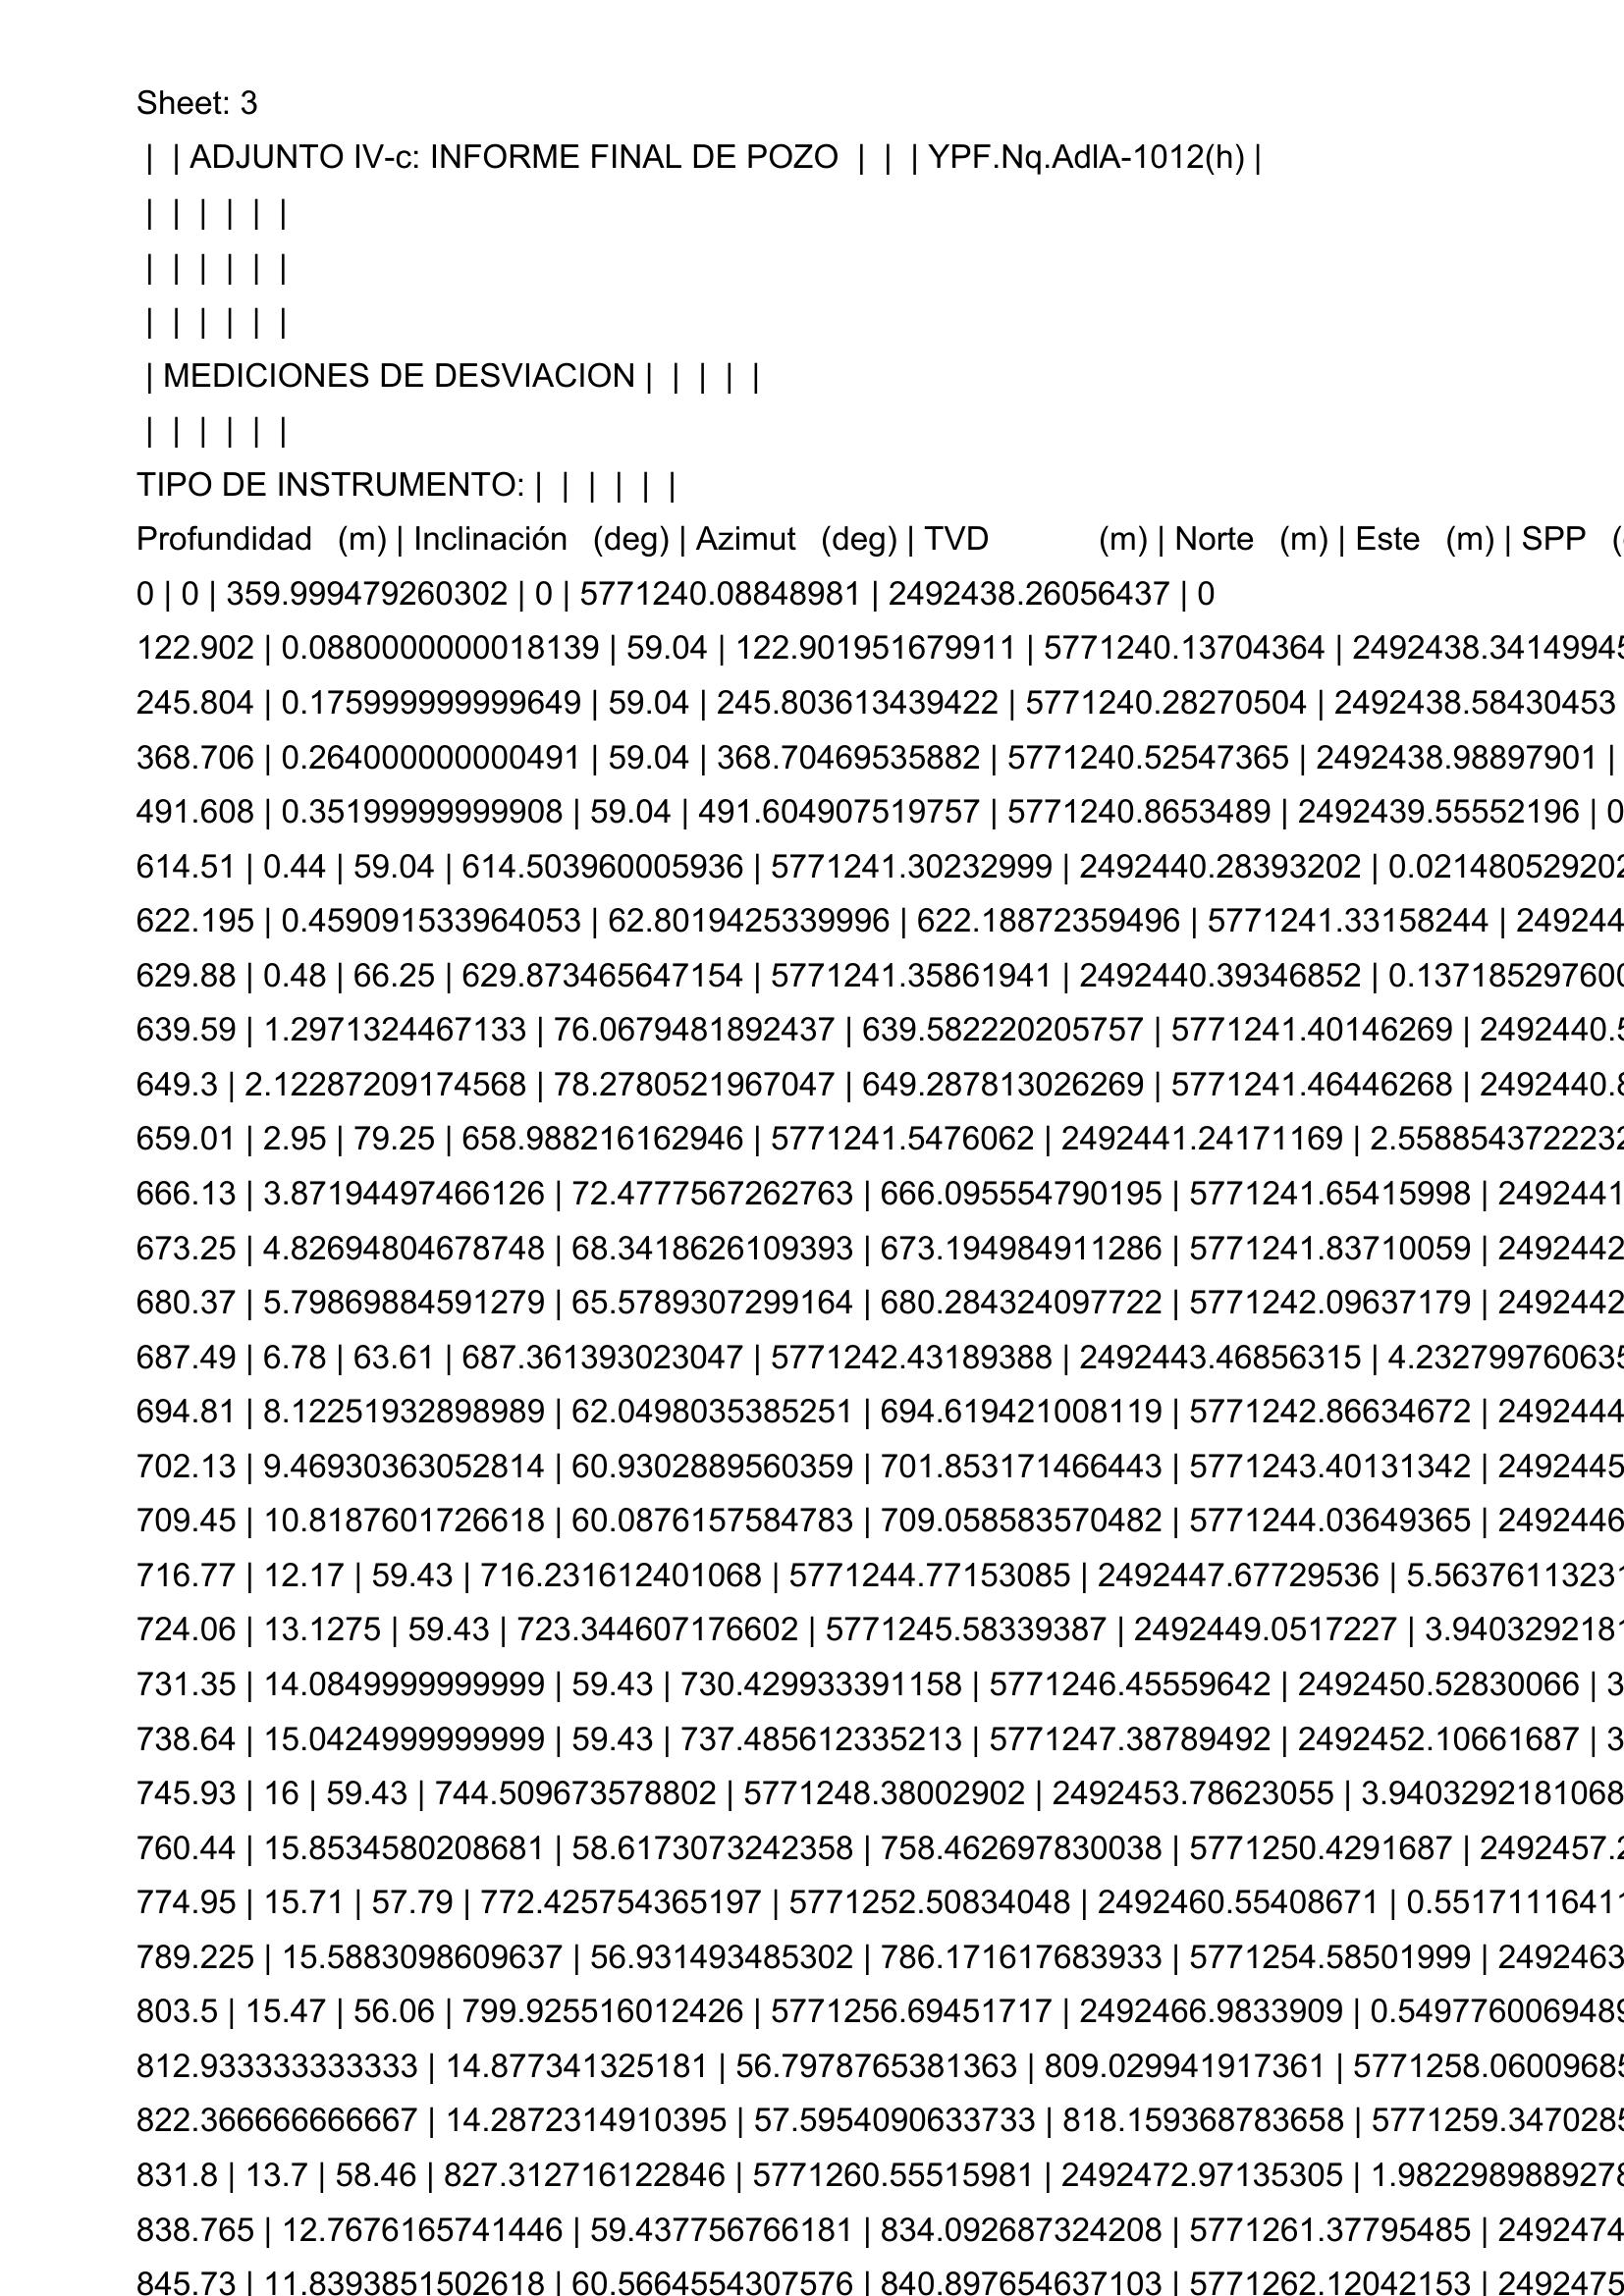 Sheet: 3
| | ADJUNTO IV-c: INFORME FINAL DE POZO | | | YPF.Nq.AdlA-1012(h) |
| | | | | |
| | | | | |
| | | | | |
| MEDICIONES DE DESVIACION | | | | |
| | | | | |
TIPO DE INSTRUMENTO: | | | | | |
Profundidad (m) | Inclinación (deg) | Azimut (deg) | TVD (m) | Norte (m) | Este (m) | SPP (
0 | 0 | 359.999479260302 | 0 | 5771240.08848981 | 2492438.26056437 | 0
122.902 | 0.0880000000018139 | 59.04 | 122.901951679911 | 5771240.13704364 | 2492438.34149945
245.804 | 0.175999999999649 | 59.04 | 245.803613439422 | 5771240.28270504 | 2492438.58430453
368.706 | 0.264000000000491 | 59.04 | 368.70469535882 | 5771240.52547365 | 2492438.98897901 |
491.608 | 0.35199999999908 | 59.04 | 491.604907519757 | 5771240.8653489 | 2492439.55552196 | 0
614.51 | 0.44 | 59.04 | 614.503960005936 | 5771241.30232999 | 2492440.28393202 | 0.021480529202
622.195 | 0.459091533964053 | 62.8019425339996 | 622.18872359496 | 5771241.33158244 | 249244
629.88 | 0.48 | 66.25 | 629.873465647154 | 5771241.35861941 | 2492440.39346852 | 0.137185297600
639.59 | 1.2971324467133 | 76.0679481892437 | 639.582220205757 | 5771241.40146269 | 2492440.5
649.3 | 2.12287209174568 | 78.2780521967047 | 649.287813026269 | 5771241.46446268 | 2492440.8
659.01 | 2.95 | 79.25 | 658.988216162946 | 5771241.5476062 | 2492441.24171169 | 2.5588543722232
666.13 | 3.87194497466126 | 72.4777567262763 | 666.095554790195 | 5771241.65415998 | 2492441
673.25 | 4.82694804678748 | 68.3418626109393 | 673.194984911286 | 5771241.83710059 | 2492442
680.37 | 5.79869884591279 | 65.5789307299164 | 680.284324097722 | 5771242.09637179 | 2492442
687.49 | 6.78 | 63.61 | 687.361393023047 | 5771242.43189388 | 2492443.46856315 | 4.232799760635
694.81 | 8.12251932898989 | 62.0498035385251 | 694.619421008119 | 5771242.86634672 | 2492444
702.13 | 9.46930363052814 | 60.9302889560359 | 701.853171466443 | 5771243.40131342 | 2492445
709.45 | 10.8187601726618 | 60.0876157584783 | 709.058583570482 | 5771244.03649365 | 2492446
716.77 | 12.17 | 59.43 | 716.231612401068 | 5771244.77153085 | 2492447.67729536 | 5.56376113231
724.06 | 13.1275 | 59.43 | 723.344607176602 | 5771245.58339387 | 2492449.0517227 | 3.9403292181
731.35 | 14.0849999999999 | 59.43 | 730.429933391158 | 5771246.45559642 | 2492450.52830066 | 3
738.64 | 15.0424999999999 | 59.43 | 737.485612335213 | 5771247.38789492 | 2492452.10661687 | 3
745.93 | 16 | 59.43 | 744.509673578802 | 5771248.38002902 | 2492453.78623055 | 3.9403292181068
760.44 | 15.8534580208681 | 58.6173073242358 | 758.462697830038 | 5771250.4291687 | 2492457.2
774.95 | 15.71 | 57.79 | 772.425754365197 | 5771252.50834048 | 2492460.55408671 | 0.55171116411
789.225 | 15.5883098609637 | 56.931493485302 | 786.171617683933 | 5771254.58501999 | 2492463
803.5 | 15.47 | 56.06 | 799.925516012426 | 5771256.69451717 | 2492466.9833909 | 0.5497760069489
812.933333333333 | 14.877341325181 | 56.7978765381363 | 809.029941917361 | 5771258.06009685
822.366666666667 | 14.2872314910395 | 57.5954090633733 | 818.159368783658 | 5771259.3470285
831.8 | 13.7 | 58.46 | 827.312716122846 | 5771260.55515981 | 2492472.97135305 | 1.9822989889278
838.765 | 12.7676165741446 | 59.437756766181 | 834.092687324208 | 5771261.37795485 | 2492474
845.73 | 11.8393851502618 | 60.5664554307576 | 840.897654637103 | 5771262.12042153 | 2492475